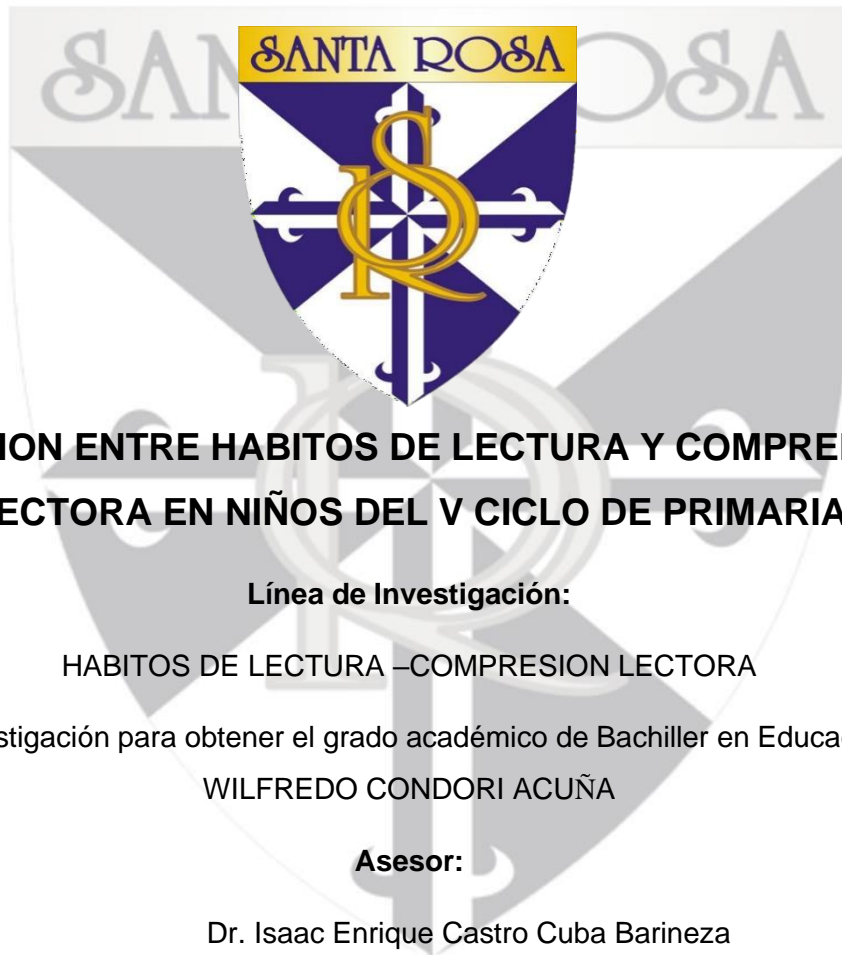 SANTA ROSA
ION ENTRE HABITOS DE LECTURA Y COMPRE
ECTORA EN NIÑOS DEL V CICLO DE PRIMARIA
Línea de Investigación:
HABITOS DE LECTURA –COMPRESION LECTORA
stigación para obtener el grado académico de Bachiller en Educa
WILFREDO CONDORI ACUÑA
Asesor:
Dr. Isaac Enrique Castro Cuba Barineza